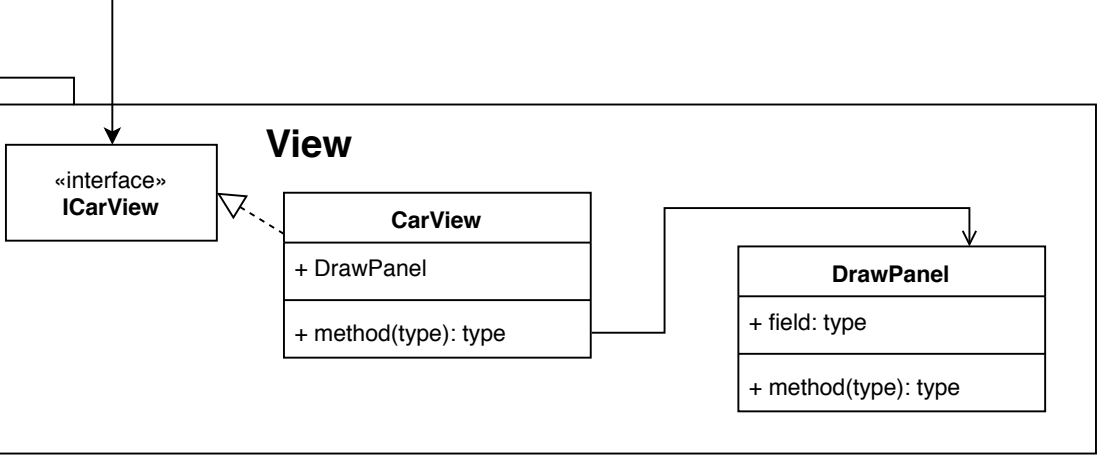 View
«interface»
ICarView
CarView
+ DrawPanel
+ method(type): type
DrawPanel
+ field: type
+ method(type): type